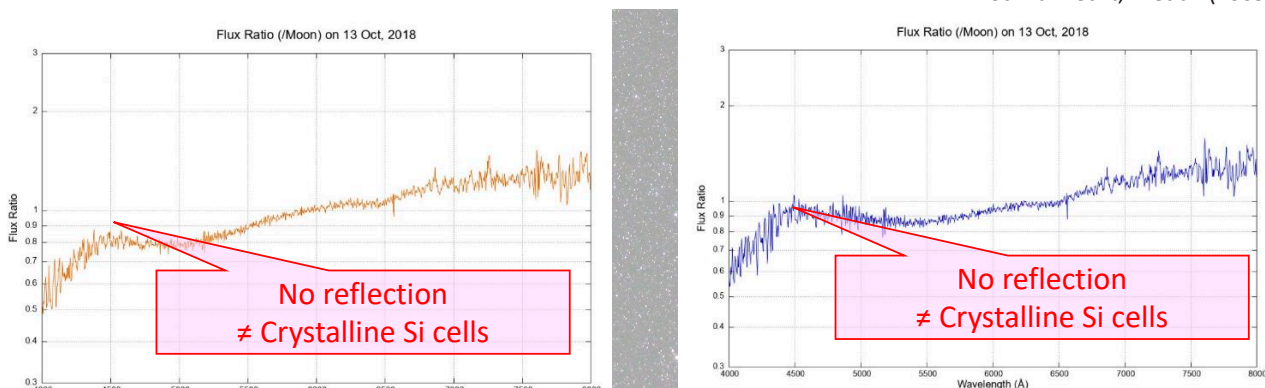 Flux Ratio (/Moon) on 13 Oct, 2018
3
2
1
0.9
0.8
0.7
0.6
0.5
0.4
0.3
Flux Ratio
No reflection
≠ Crystalline Si cells
Flux Ratio (/Moon) on 13 Oct, 2018
3
2
1
0.9
0.8
0.7
0.6
0.5
0.4
0.3
Flux Ratio
No reflection
≠ Crystalline Si cells
4000 4500 5000 5500 6000 6500 7000 7500 8000
Wavelength (Å)